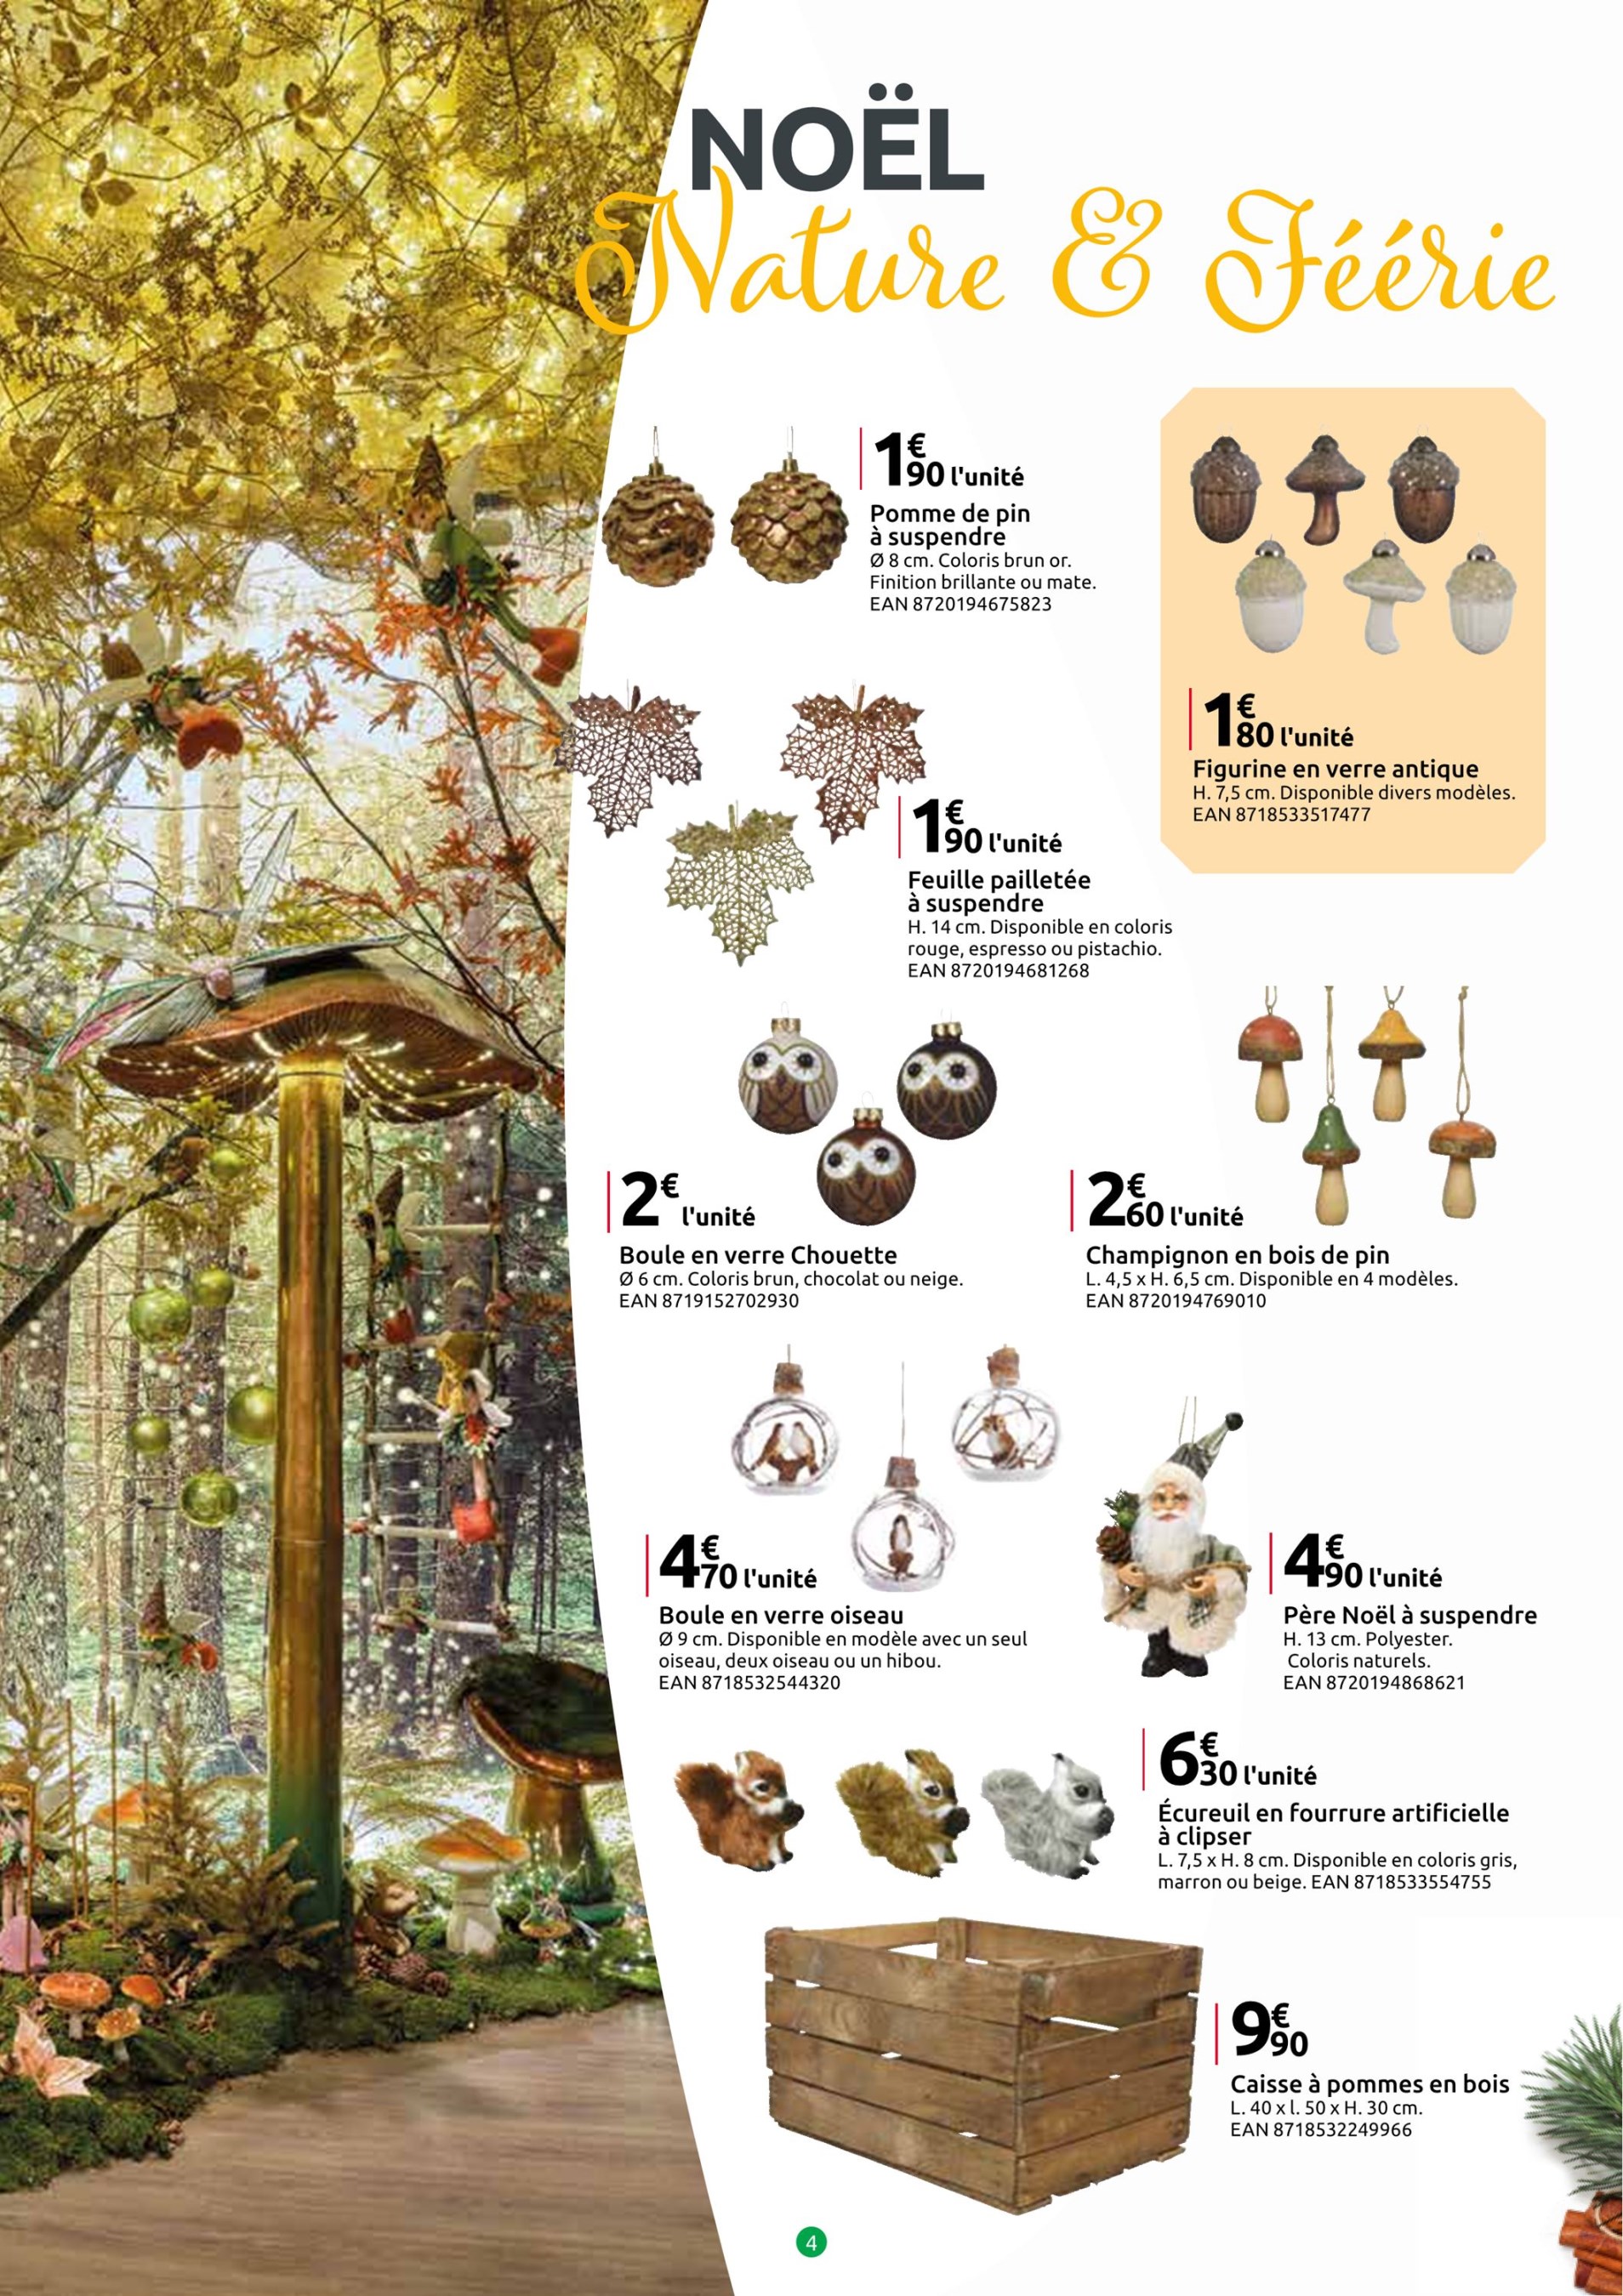 NOËL
Nature & Féérie
1€90 l'unité
Pomme de pin
à suspendre
Ø 8 cm. Coloris brun or.
Finition brillante ou mate.
EAN 8720194675823
1€80 l'unité
Figurine en verre antique
H. 7,5 cm. Disponible divers modèles.
EAN 8718533517477
1€90 l'unité
Feuille pailletée
à suspendre
H. 14 cm. Disponible en coloris
rouge, espresso ou pistachio.
EAN 8720194681268
2€ l'unité
Boule en verre Chouette
Ø 6 cm. Coloris brun, chocolat ou neige.
EAN 8719152702930
2€60 l'unité
Champignon en bois de pin
L. 4,5 x H. 6,5 cm. Disponible en 4 modèles.
EAN 8720194769010
4€70 l'unité
Boule en verre oiseau
Ø 9 cm. Disponible en modèle avec un seul
oiseau, deux oiseau ou un hibou.
EAN 8718532544320
4€90 l'unité
Père Noël à suspendre
H. 13 cm. Polyester.
Coloris naturels.
EAN 8720194868621
6€30 l'unité
Écureuil en fourrure artificielle
à clipser
L. 7,5 x H. 8 cm. Disponible en coloris gris,
marron ou beige. EAN 8718533554755
9€90
Caisse à pommes en bois
L. 40 x l. 50 x H. 30 cm.
EAN 8718532249966
4